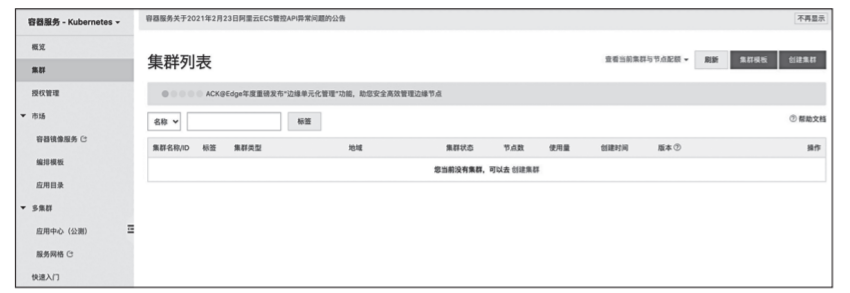 容器服务 - Kubernetes
容器服务关于2021年2月23日阿里云ECS管控API异常问题的公告
不再显示
概览
集群
授权管理
市场
容器镜像服务
编排模板
应用目录
多集群
应用中心（公测）
服务网格
快速入门
集群列表
查看当前集群与节点配额
刷新
集群模板
创建集群
ACK@Edge年度重磅发布“边缘单元化管理”功能，助您安全高效管理边缘节点
名称
标签
帮助文档
集群名称/ID 标签 集群类型 地域 集群状态 节点数 使用量 创建时间 版本 操作
您当前没有集群，可以去 创建集群